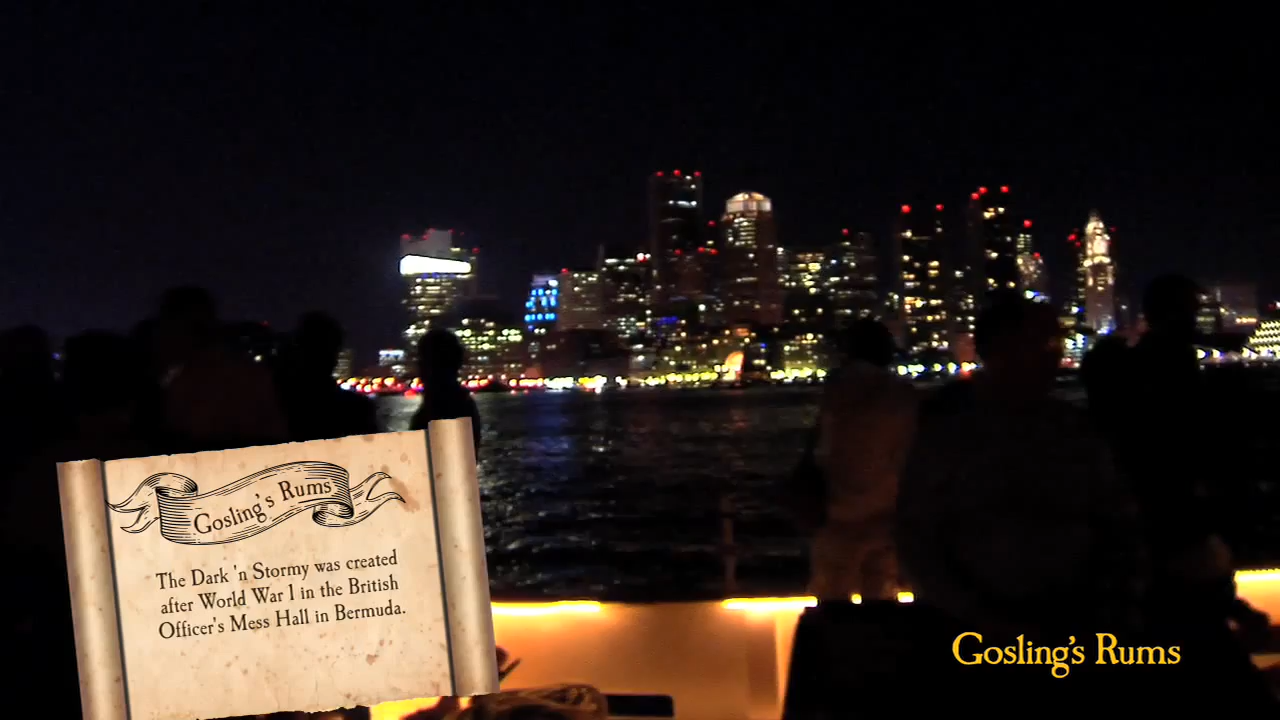 Gosling's Rums
The Dark 'n Stormy was created
after World War 1 in the British
Officer's Mess Hall in Bermuda.
Gosling's Rums